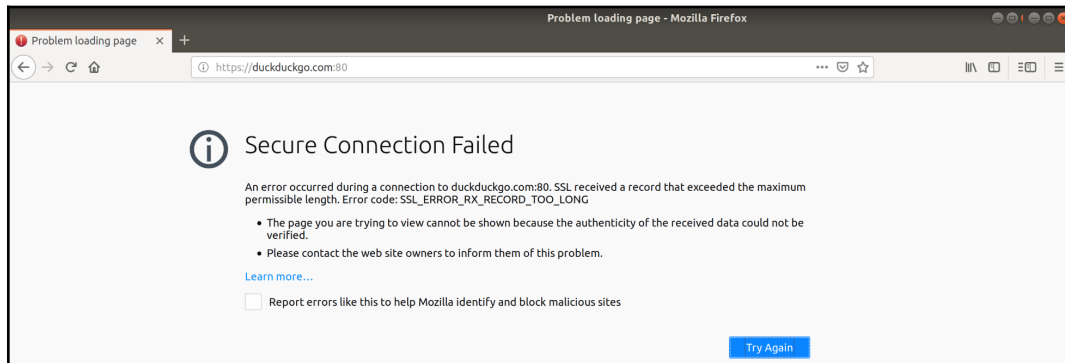 Problem loading page - Mozilla Firefox
Problem loading page
https://duckduckgo.com:80
Secure Connection Failed
An error occurred during a connection to duckduckgo.com:80. SSL received a record that exceeded the maximum
permissible length. Error code: SSL_ERROR_RX_RECORD_TOO_LONG
• The page you are trying to view cannot be shown because the authenticity of the received data could not be
verified.
• Please contact the web site owners to inform them of this problem.
Learn more…
Report errors like this to help Mozilla identify and block malicious sites
Try Again